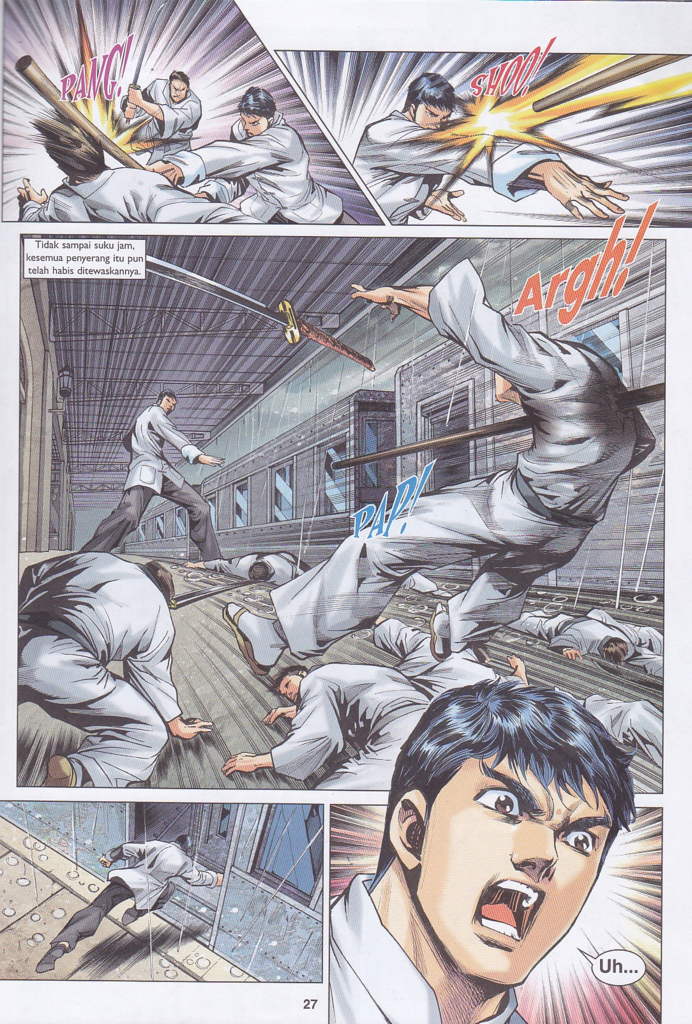 PANG!
SHOO!
Tidak sampai suku jam,
kesemua penyerang itu pun
telah habis ditewaskannya.
Argh!
PAP!
Uh...
27